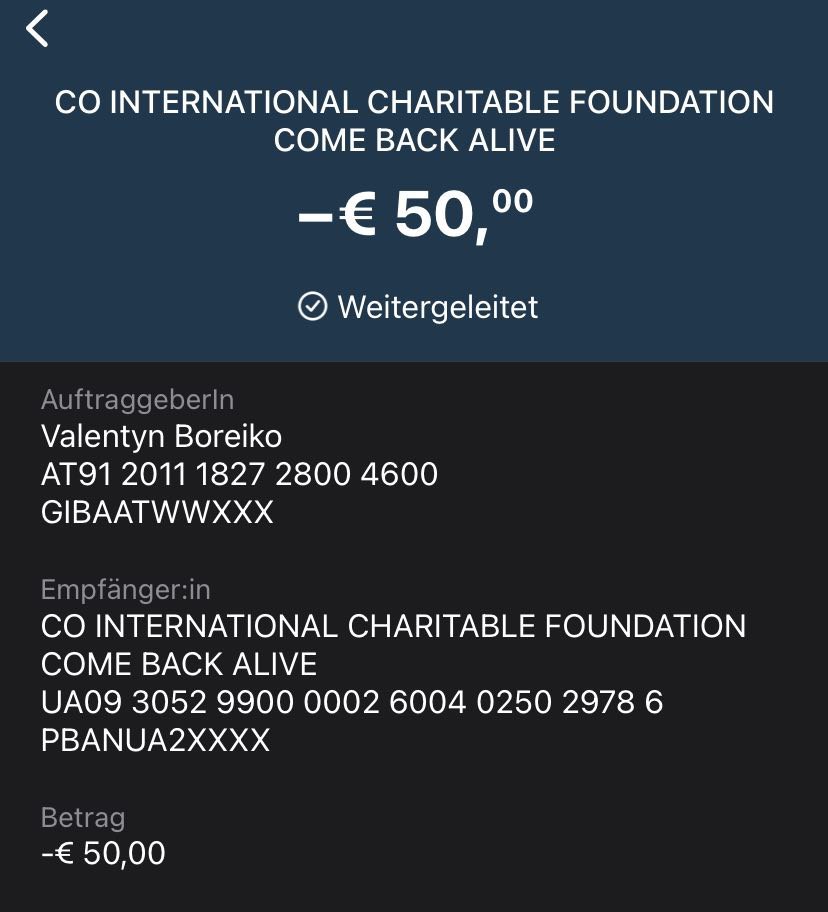 CO INTERNATIONAL CHARITABLE FOUNDATION
COME BACK ALIVE
–€ 50,00
Weitergeleitet
AuftraggeberIn
Valentyn Boreiko
AT91 2011 1827 2800 4600
GIBAATWWXXX
Empfänger:in
CO INTERNATIONAL CHARITABLE FOUNDATION
COME BACK ALIVE
UA09 3052 9900 0002 6004 0250 2978 6
PBANUA2XXXX
Betrag
-€ 50,00